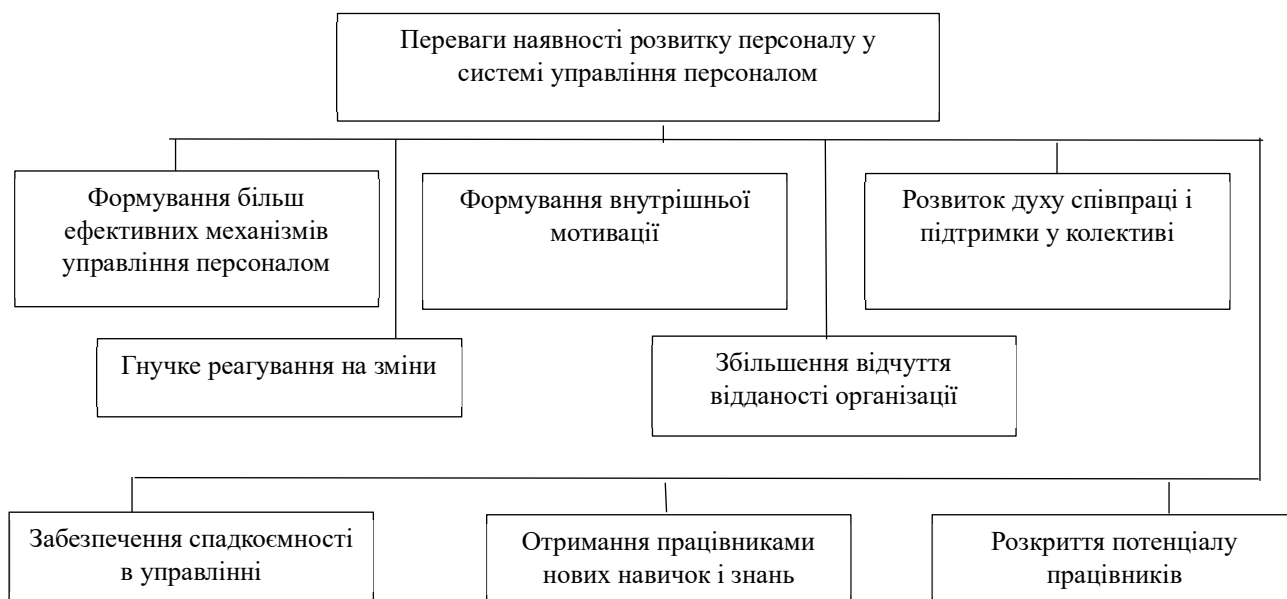 Переваги наявності розвитку персоналу у
системі управління персоналом
Формування більш
ефективних механізмів
управління персоналом
Формування внутрішньої
мотивації
Розвиток духу співпраці і
підтримки у колективі
Гнучке реагування на зміни
Збільшення відчуття
відданості організації
Забезпечення спадкоємності
в управлінні
Отримання працівниками
нових навичок і знань
Розкриття потенціалу
працівників